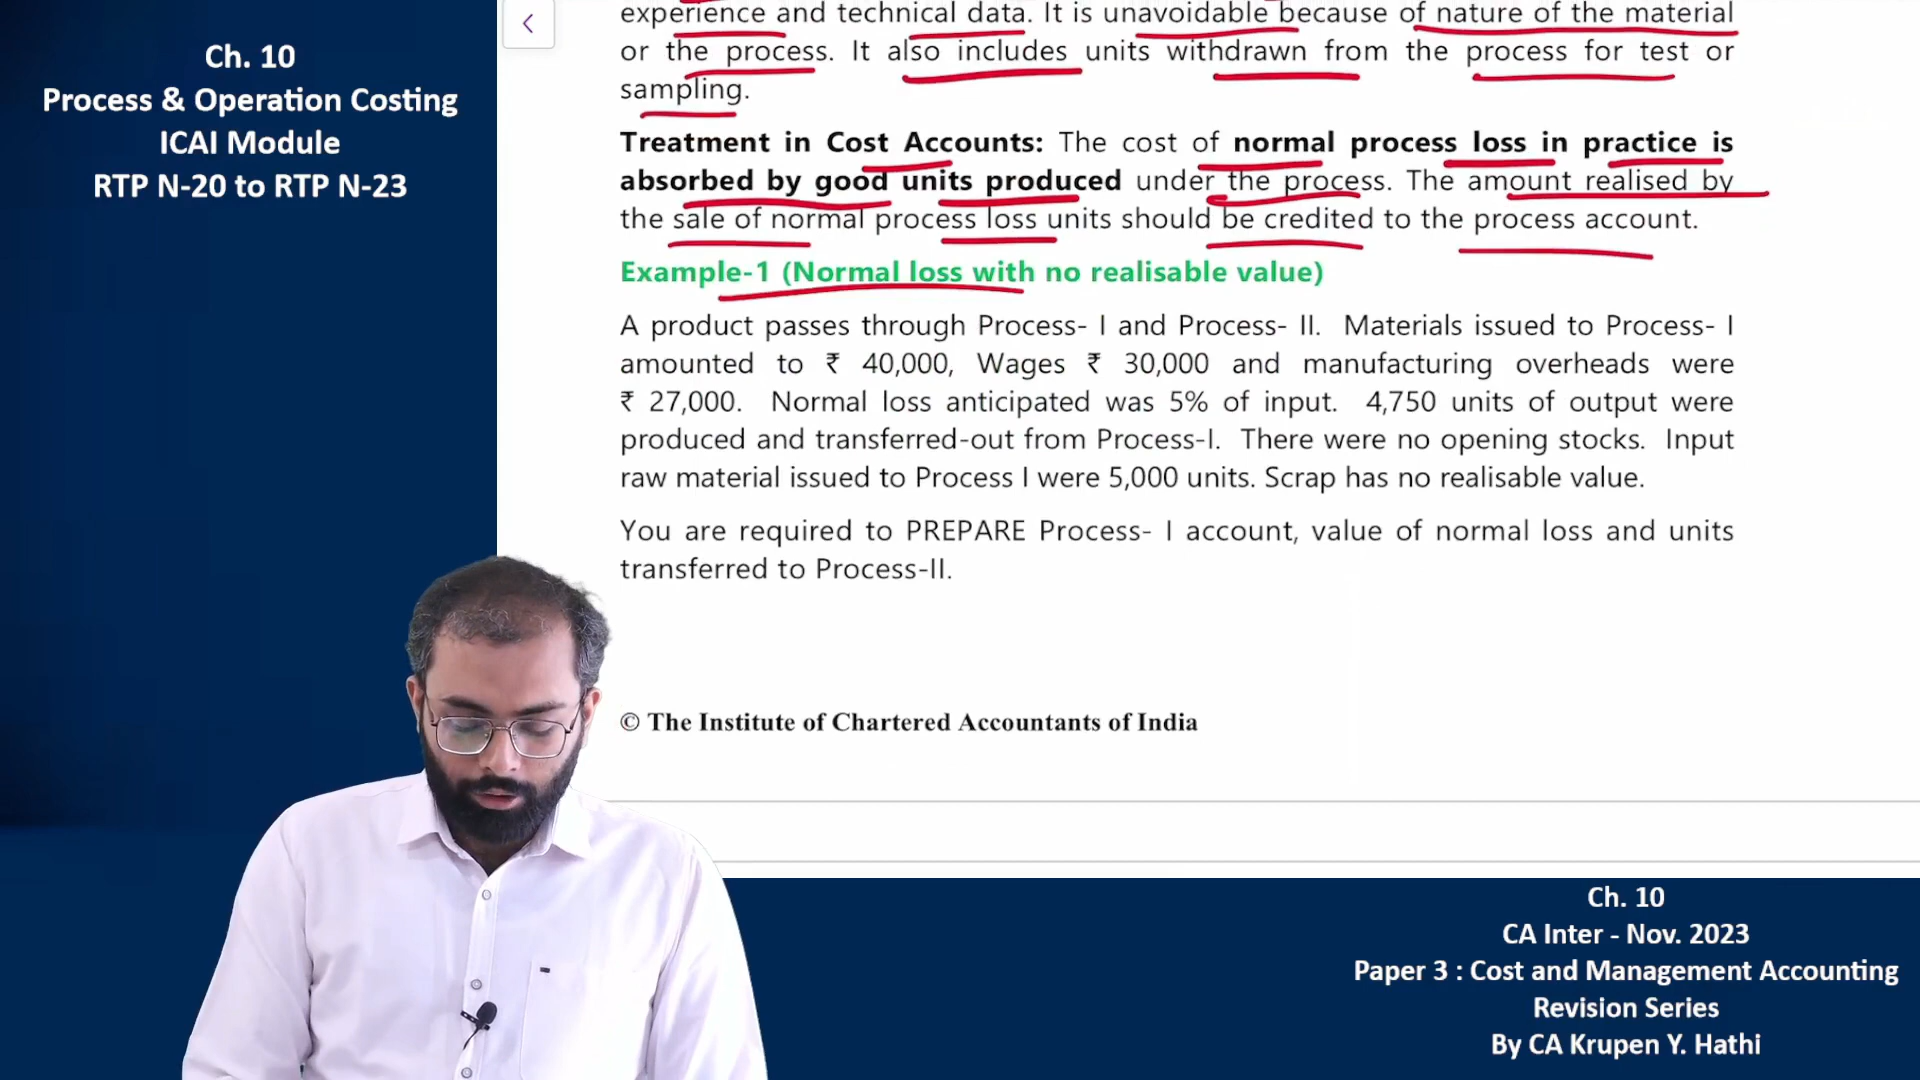 Ch. 10
Process & Operation Costing
ICAI Module
RTP N-20 to RTP N-23
experience and technical data. It is unavoidable because of nature of the material
or the process. It also includes units withdrawn from the process for test or
sampling.
Treatment in Cost Accounts: The cost of normal process loss in practice is
absorbed by good units produced under the process. The amount realised by
the sale of normal process loss units should be credited to the process account.
Example-1 (Normal loss with no realisable value)
A product passes through Process- I and Process- II. Materials issued to Process- I
amounted to ₹ 40,000, Wages ₹ 30,000 and manufacturing overheads were
₹ 27,000. Normal loss anticipated was 5% of input. 4,750 units of output were
produced and transferred-out from Process-I. There were no opening stocks. Input
raw material issued to Process I were 5,000 units. Scrap has no realisable value.
You are required to PREPARE Process- I account, value of normal loss and units
transferred to Process-II.
© The Institute of Chartered Accountants of India
Ch. 10
CA Inter - Nov. 2023
Paper 3 : Cost and Management Accounting
Revision Series
By CA Krupen Y. Hathi